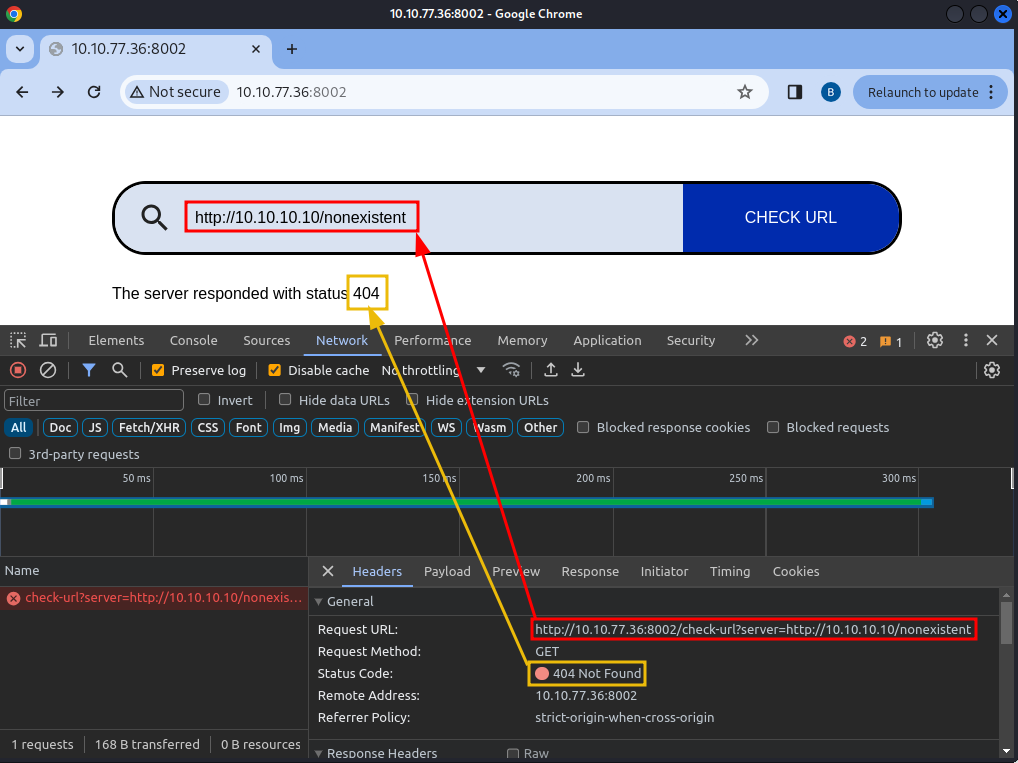 10.10.77.36:8002 - Google Chrome
10.10.77.36:8002
Not secure 10.10.77.36:8002 B Relaunch to update
http://10.10.10.10/nonexistent CHECK URL
The server responded with status 404
Elements Console Sources Network Performance Memory Application Security 2 1
Preserve log Disable cache No throttling
Filter Invert Hide data URLs Hide extension URLs
All Doc JS Fetch/XHR CSS Font Img Media Manifest WS Wasm Other Blocked response cookies Blocked requests
3rd-party requests
50 ms 100 ms 150 ms 200 ms 250 ms 300 ms
Name Headers Payload Preview Response Initiator Timing Cookies
check-url?server=http://10.10.10.10/nonexis…
General
Request URL: http://10.10.77.36:8002/check-url?server=http://10.10.10.10/nonexistent
Request Method: GET
Status Code: 404 Not Found
Remote Address: 10.10.77.36:8002
Referrer Policy: strict-origin-when-cross-origin
1 requests 168 B transferred 0 B resources
Response Headers Raw